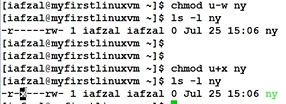 [iafzal@myfirstlinuxvm ~]$ chmod u-w ny
[iafzal@myfirstlinuxvm ~]$ ls -l ny
-r-----rw- 1 iafzal iafzal 0 Jul 25 15:06 ny
[iafzal@myfirstlinuxvm ~]$
[iafzal@myfirstlinuxvm ~]$ chmod u+x ny
[iafzal@myfirstlinuxvm ~]$ ls -l ny
-r-x---rw- 1 iafzal iafzal 0 Jul 25 15:06 ny